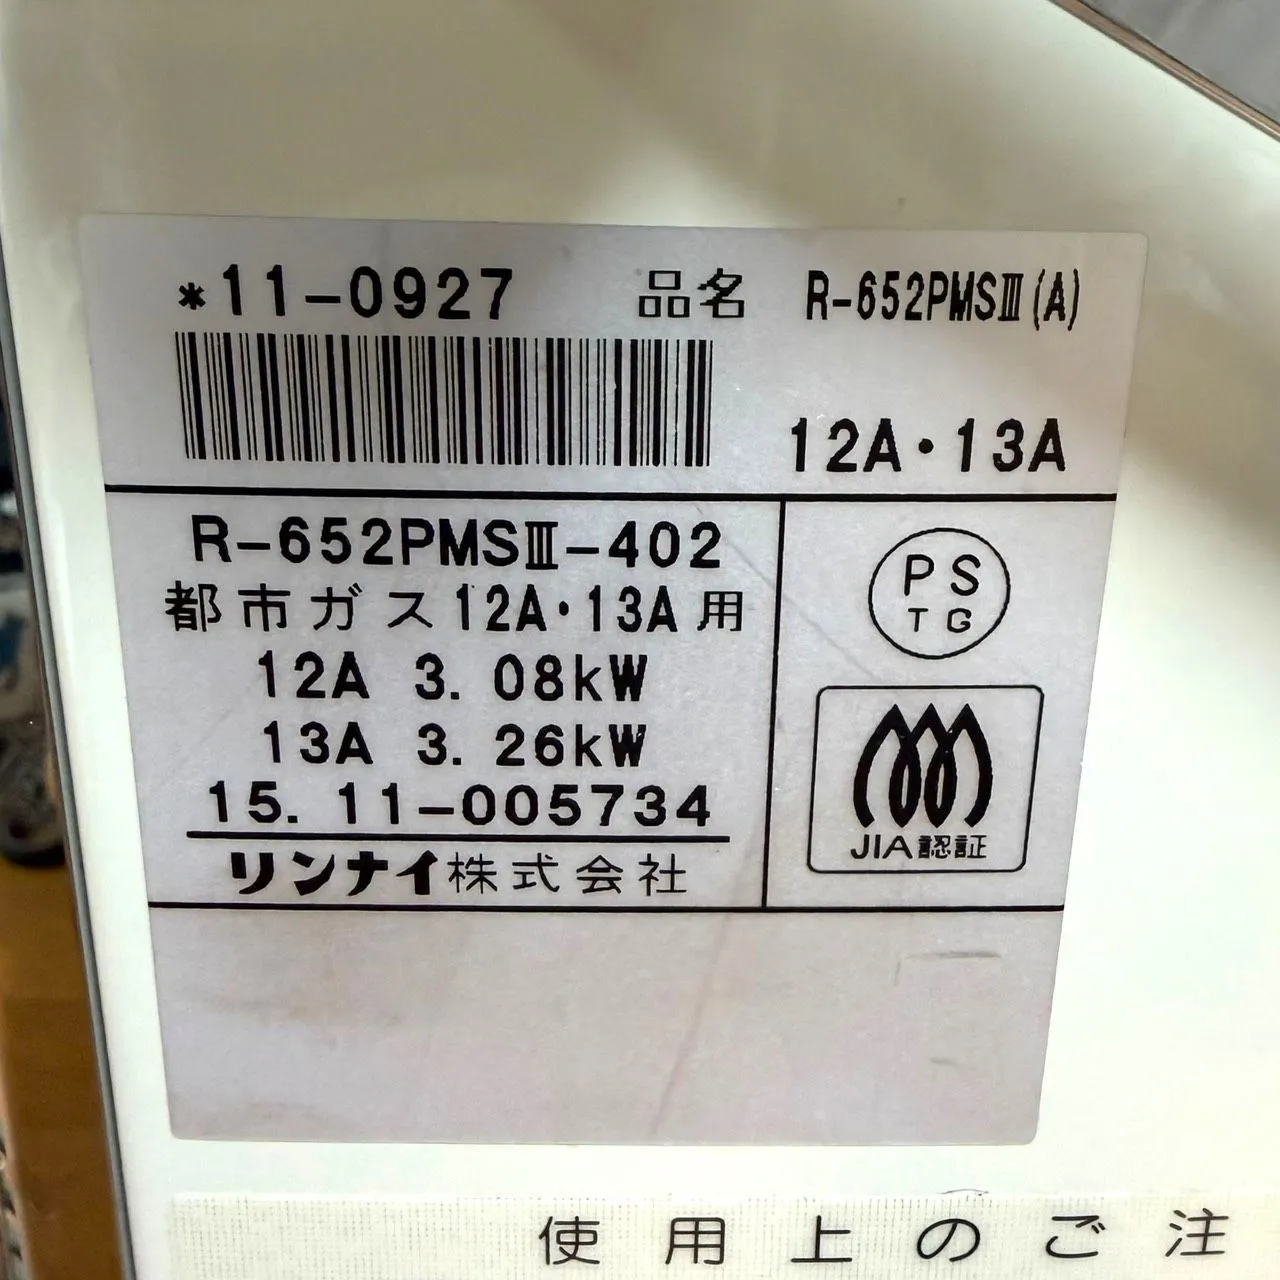 *11-0927 品名 R-652PMSⅢ(A)
12A・13A
R-652PMSⅢ-402
都市ガス12A・13A用
12A 3.08kW
13A 3.26kW
15.11-005734
リンナイ株式会社
PS
TG
JIA認証
使用上のご注